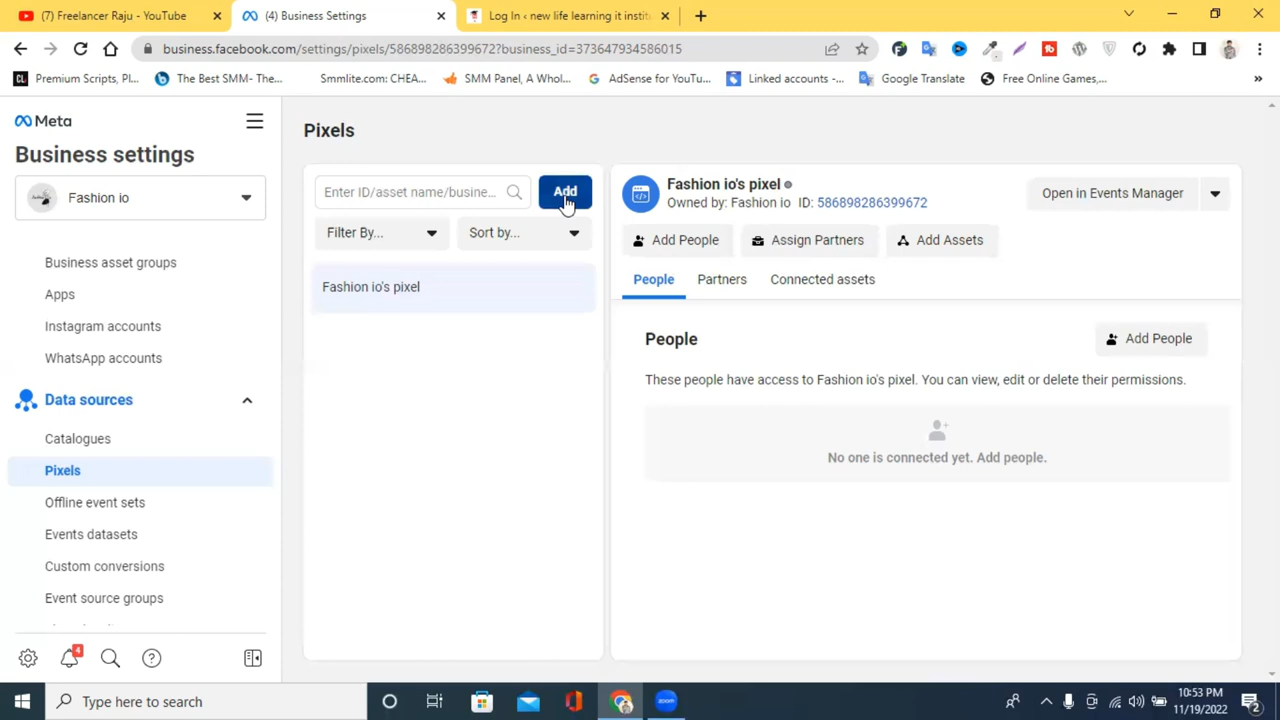 (7) Freelancer Raju - YouTube
(4) Business Settings
Log In ‹ new life learning it instit
business.facebook.com/settings/pixels/586898286399672?business_id=373647934586015
CL Premium Scripts, Pl...
The Best SMM- The...
Smmlite.com: CHEA...
SMM Panel, A Whol...
AdSense for YouTu...
Linked accounts -...
Google Translate
Free Online Games,...
»
Meta
Business settings
Fashion io
Business asset groups
Apps
Instagram accounts
WhatsApp accounts
Data sources
Catalogues
Pixels
Offline event sets
Events datasets
Custom conversions
Event source groups
4
Pixels
Enter ID/asset name/busine...
Add
Filter By...
Sort by...
Fashion io's pixel
Fashion io's pixel
Owned by: Fashion io ID: 586898286399672
Open in Events Manager
Add People
Assign Partners
Add Assets
People
Partners
Connected assets
People
Add People
These people have access to Fashion io's pixel. You can view, edit or delete their permissions.
No one is connected yet. Add people.
Type here to search
zoom
10:53 PM
11/19/2022
2